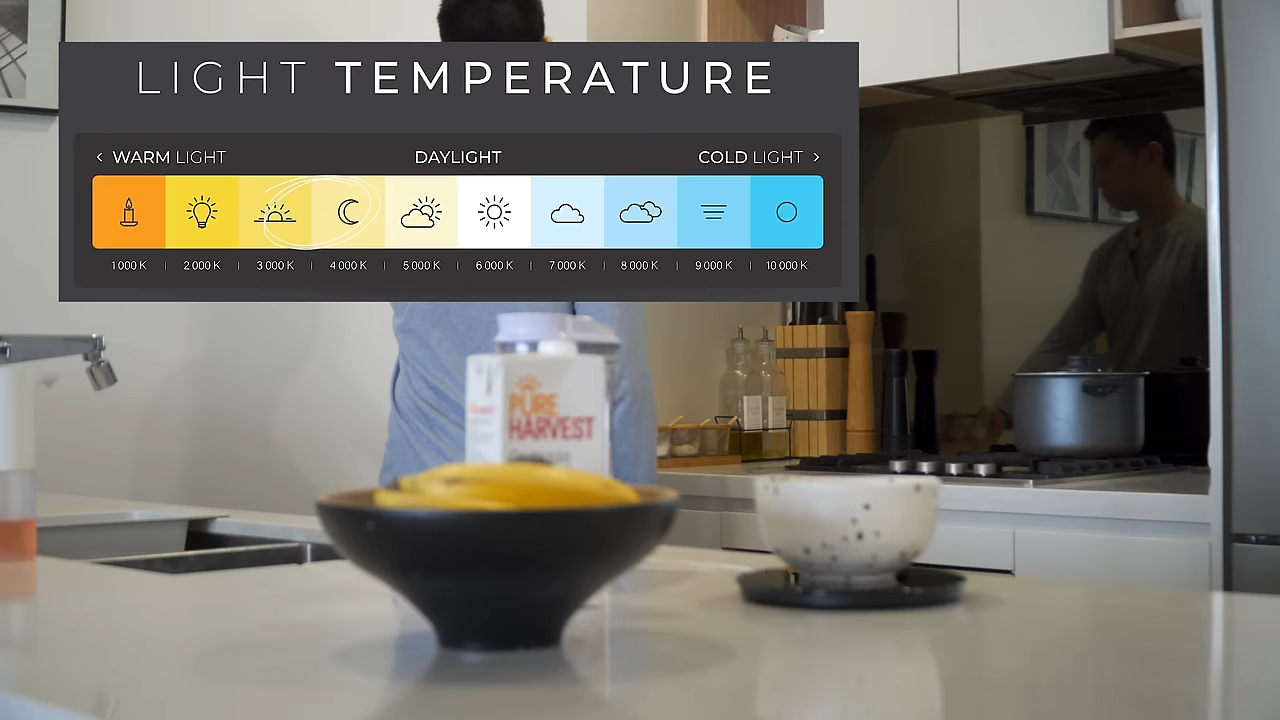 LIGHT TEMPERATURE
< WARM LIGHT
DAYLIGHT
COLD LIGHT >
1 000 K | 2 000 K | 3 000 K | 4 000 K | 5 000 K | 6 000 K | 7 000 K | 8 000 K | 9 000 K | 10 000 K
PURE
HARVEST